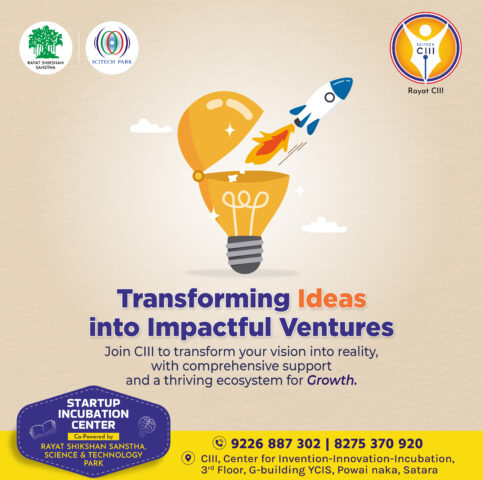 RAYAT SHIKSHAN
SANSTHA
SCITECH PARK
SCITECH
CIII
Rayat CIII
Transforming Ideas
into Impactful Ventures
Join CIII to transform your vision into reality,
with comprehensive support
and a thriving ecosystem for Growth.
STARTUP
INCUBATION
CENTER
Co-Powered by
RAYAT SHIKSHAN SANSTHA,
SCIENCE & TECHNOLOGY
PARK
9226 887 302 | 8275 370 920
CIII, Center for Invention-Innovation-Incubation,
3rd Floor, G-building YCIS, Powai naka, Satara